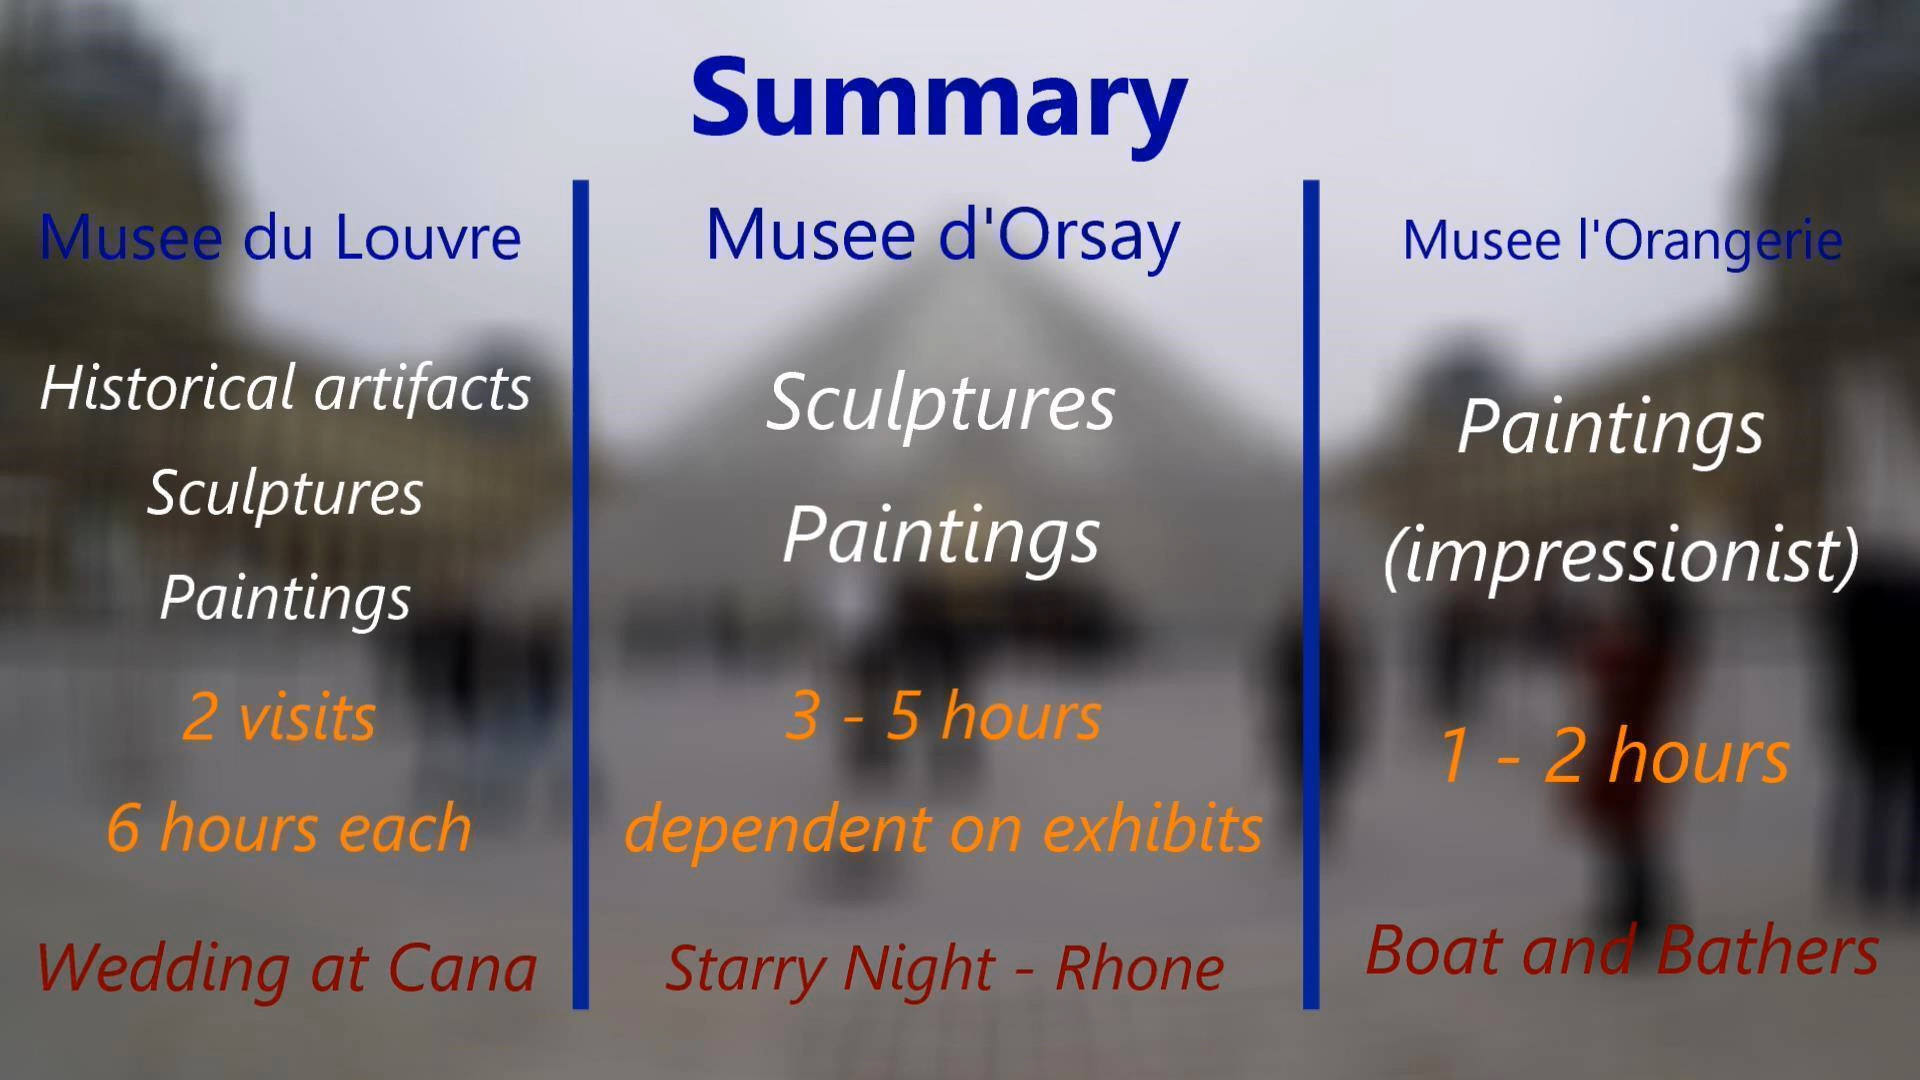 Summary
Musee du Louvre
Historical artifacts
Sculptures
Paintings
2 visits
6 hours each
Wedding at Cana
Musee d'Orsay
Sculptures
Paintings
3 - 5 hours
dependent on exhibits
Starry Night - Rhone
Musee l'Orangerie
Paintings
(impressionist)
1 - 2 hours
Boat and Bathers